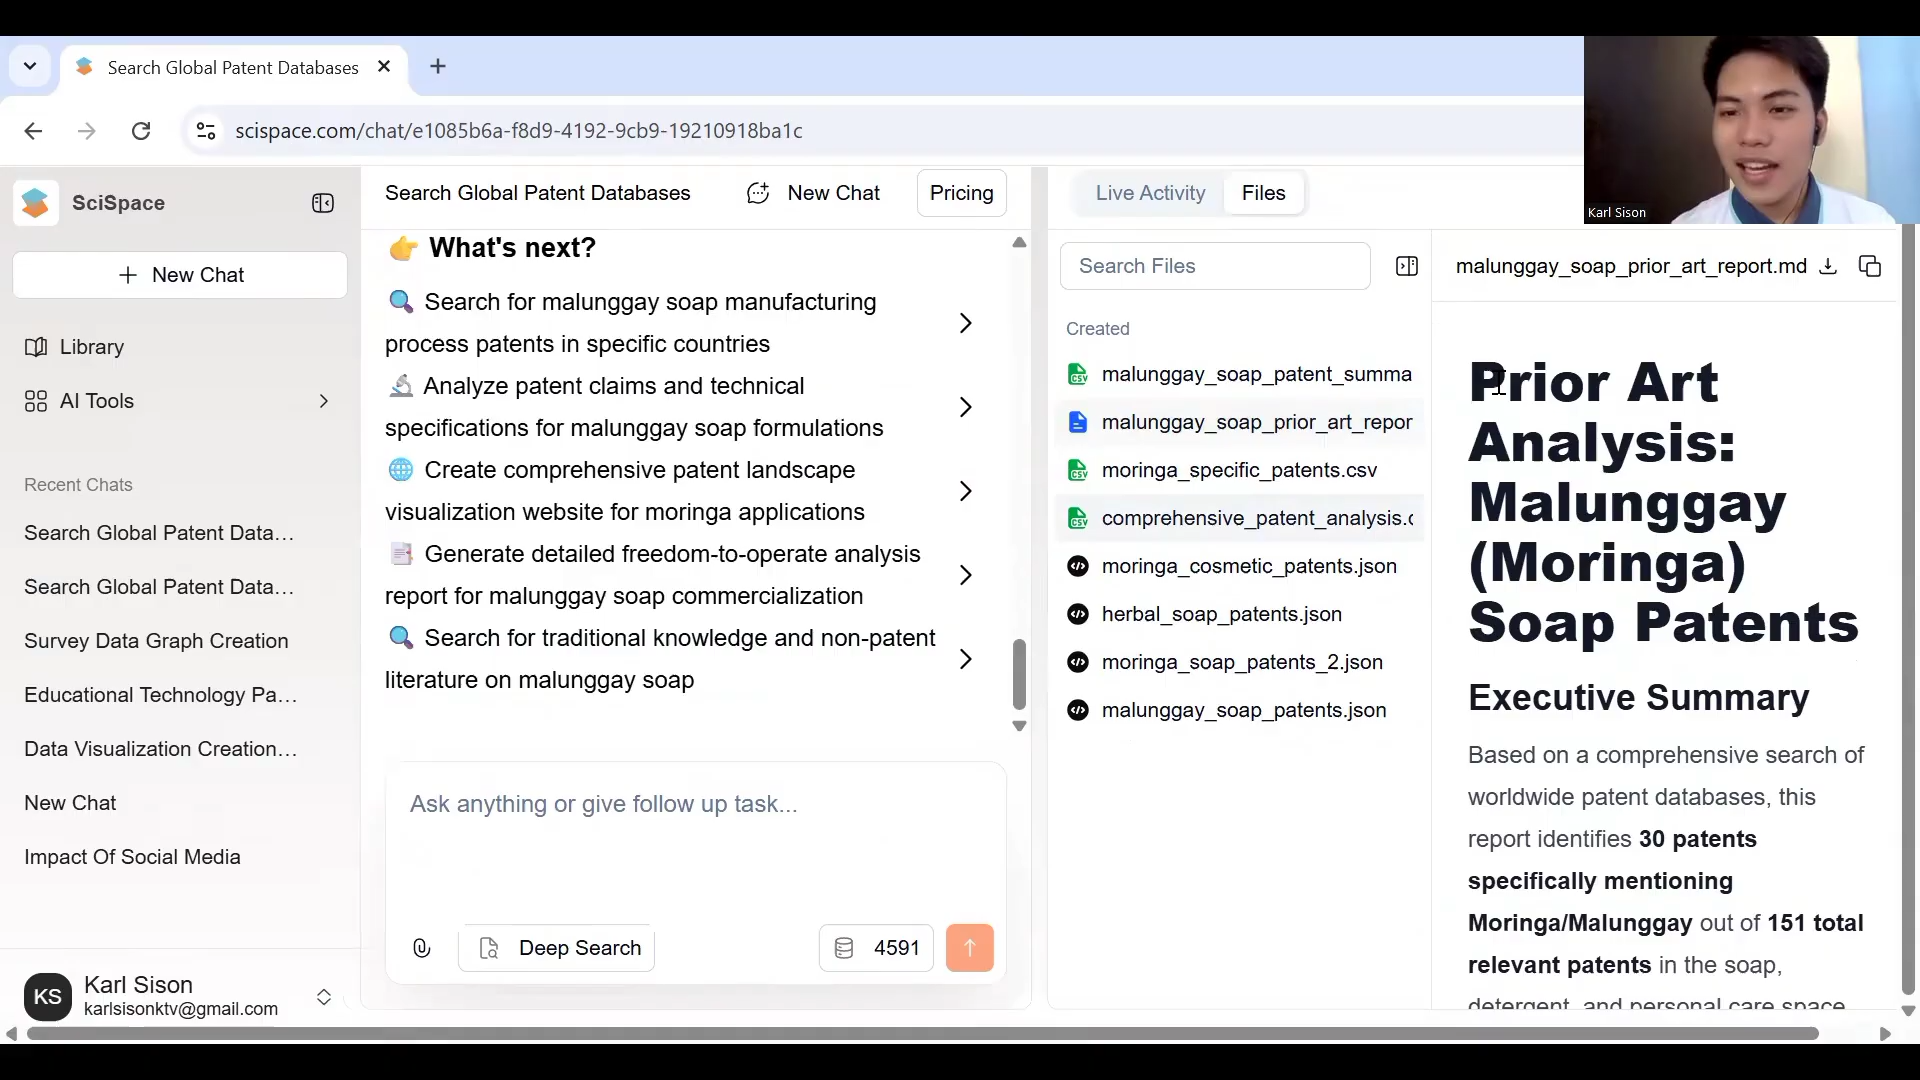 Search Global Patent Databases
scispace.com/chat/e1085b6a-f8d9-4192-9cb9-19210918ba1c
Karl Sison
SciSpace
New Chat
Library
AI Tools
Recent Chats
Search Global Patent Data...
Search Global Patent Data...
Survey Data Graph Creation
Educational Technology Pa...
Data Visualization Creation...
New Chat
Impact Of Social Media
KS
Karl Sison
karlsisonktv@gmail.com
Search Global Patent Databases
New Chat
Pricing
What's next?
Search for malunggay soap manufacturing
process patents in specific countries
Analyze patent claims and technical
specifications for malunggay soap formulations
Create comprehensive patent landscape
visualization website for moringa applications
Generate detailed freedom-to-operate analysis
report for malunggay soap commercialization
Search for traditional knowledge and non-patent
literature on malunggay soap
Ask anything or give follow up task...
Deep Search
4591
Live Activity
Files
Search Files
Created
CSV malunggay_soap_patent_summa
malunggay_soap_prior_art_repor
CSV moringa_specific_patents.csv
CSV comprehensive_patent_analysis.c
moringa_cosmetic_patents.json
herbal_soap_patents.json
moringa_soap_patents_2.json
malunggay_soap_patents.json
malunggay_soap_prior_art_report.md
Prior Art
Analysis:
Malunggay
(Moringa)
Soap Patents
Executive Summary
Based on a comprehensive search of
worldwide patent databases, this
report identifies 30 patents
specifically mentioning
Moringa/Malunggay out of 151 total
relevant patents in the soap,
detergent, and personal care space